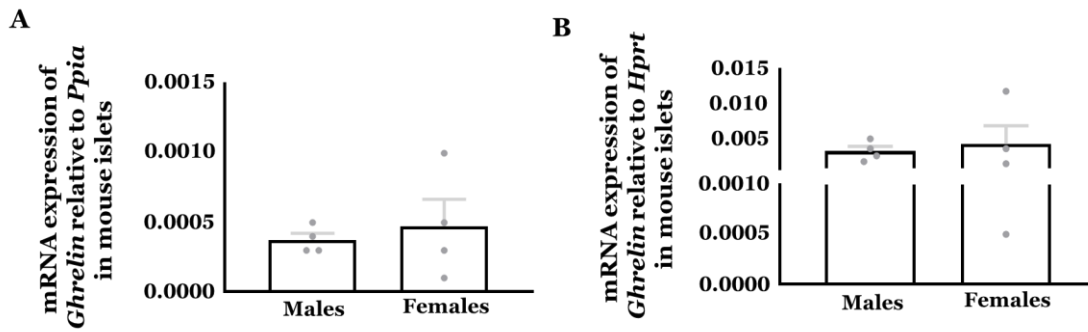 A
mRNA expression of
Ghrelin relative to Ppia
in mouse islets
0.0015
0.0010
0.0005
0.0000
Males
Females
B
mRNA expression of
Ghrelin relative to Hprt
in mouse islets
0.015
0.010
0.005
0.0010
0.0005
0.0000
Males
Females